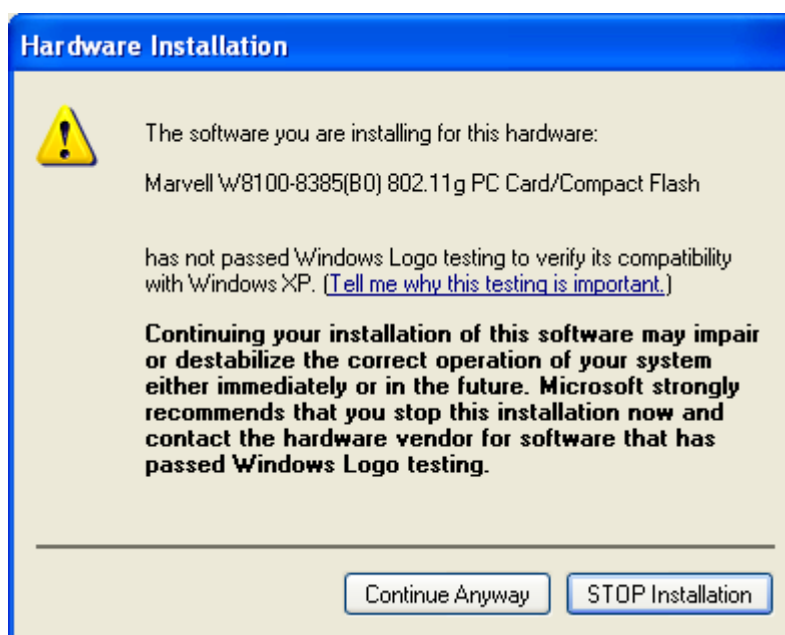 Hardware Installation
The software you are installing for this hardware:
Marvell W8100-8385(B0) 802.11g PC Card/Compact Flash
has not passed Windows Logo testing to verify its compatibility
with Windows XP. (Tell me why this testing is important.)
Continuing your installation of this software may impair
or destabilize the correct operation of your system
either immediately or in the future. Microsoft strongly
recommends that you stop this installation now and
contact the hardware vendor for software that has
passed Windows Logo testing.
Continue Anyway
STOP Installation